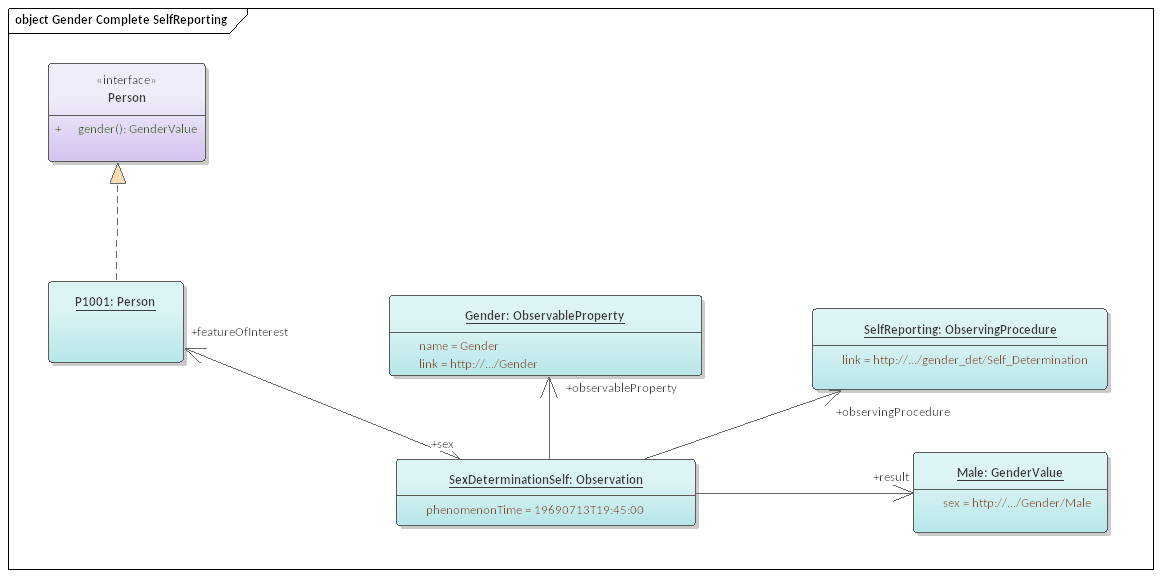 object Gender Complete SelfReporting
«interface»
Person
+ gender(): GenderValue
P1001: Person
+featureOfInterest
Gender: ObservableProperty
name = Gender
link = http://.../Gender
+observableProperty
SelfReporting: ObservingProcedure
link = http://.../gender_det/Self_Determination
+observingProcedure
+sex
SexDeterminationSelf: Observation
phenomenonTime = 19690713T19:45:00
+result
Male: GenderValue
sex = http://.../Gender/Male